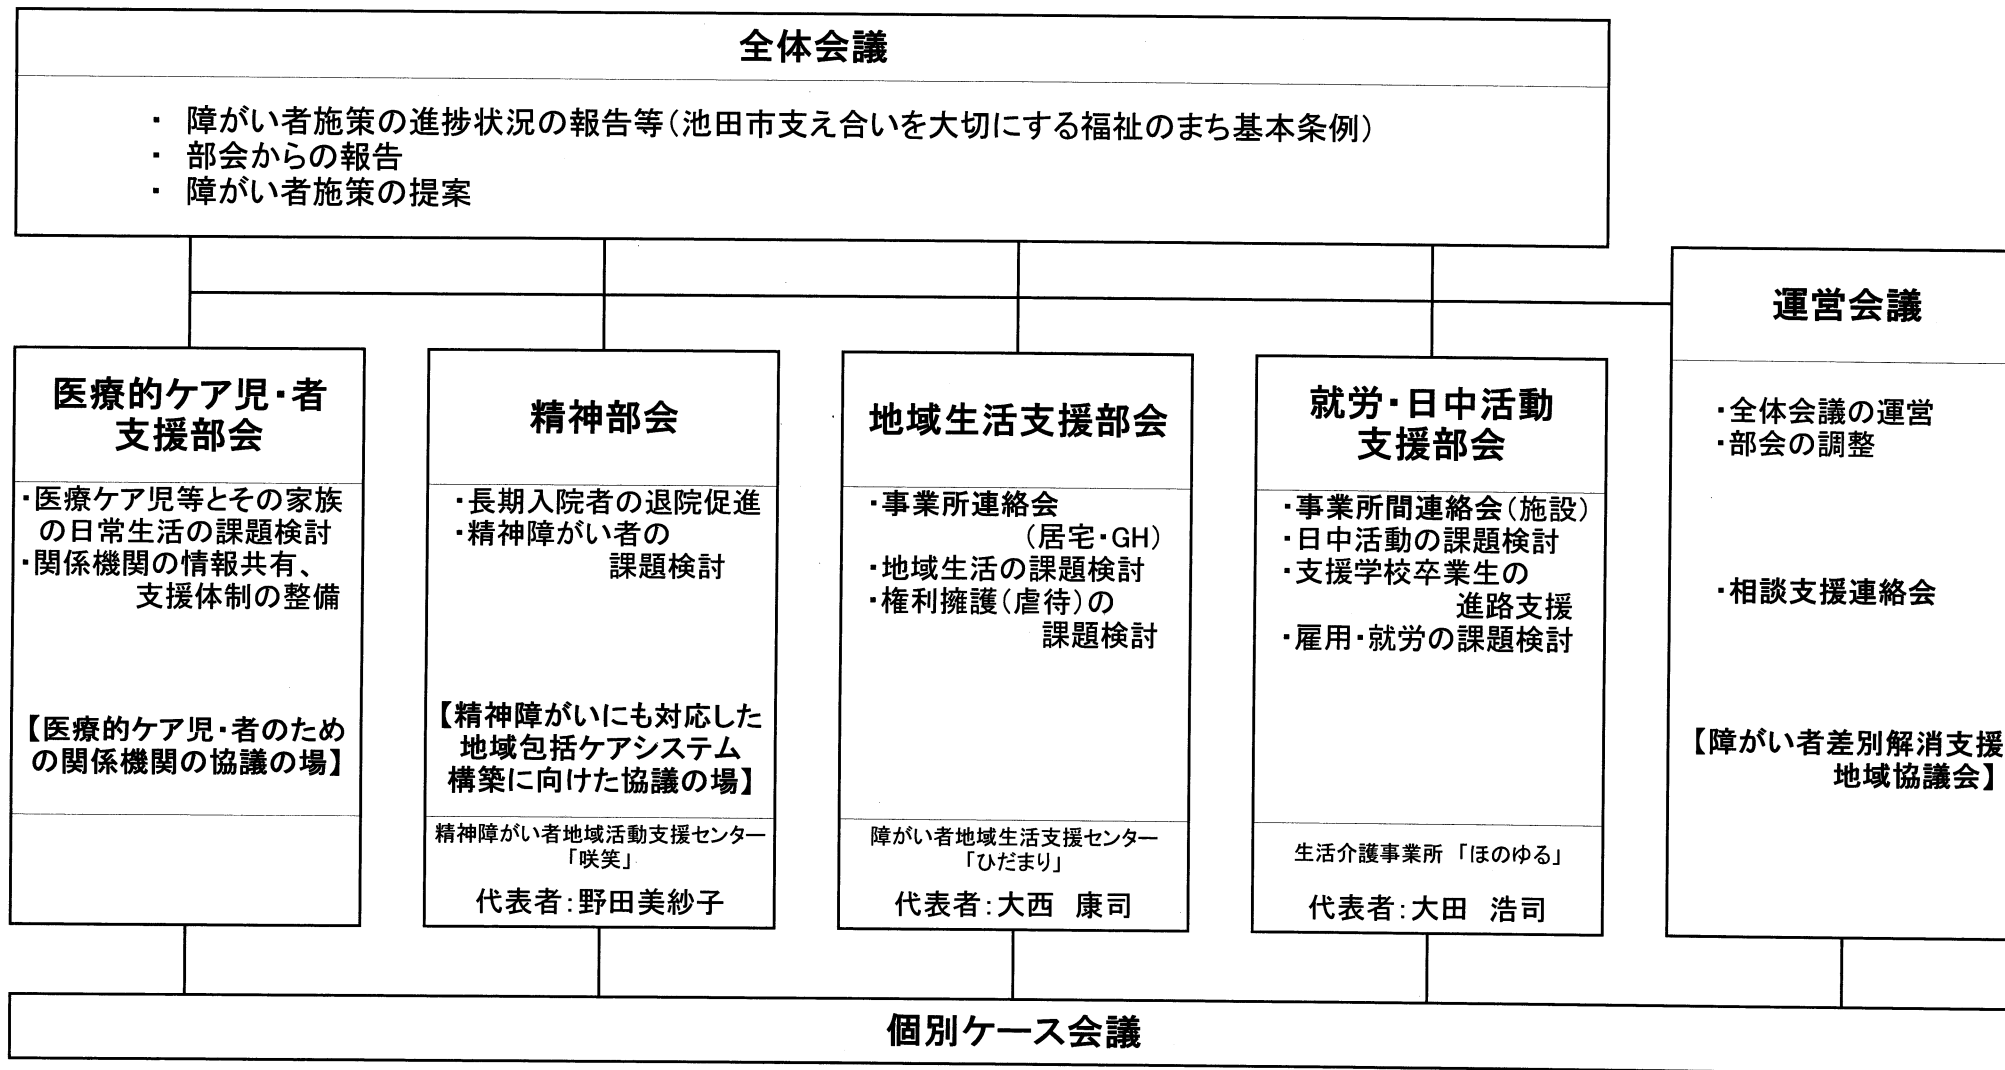 全体会議
・ 障がい者施策の進捗状況の報告等(池田市支え合いを大切にする福祉のまち基本条例)
・ 部会からの報告
・ 障がい者施策の提案
医療的ケア児・者
支援部会
・医療ケア児等とその家族
の日常生活の課題検討
・関係機関の情報共有、
支援体制の整備
【医療的ケア児・者のため
の関係機関の協議の場】
精神部会
・長期入院者の退院促進
・精神障がい者の
課題検討
【精神障がいにも対応した
地域包括ケアシステム
構築に向けた協議の場】
精神障がい者地域活動支援センター
「咲笑」
代表者:野田美紗子
地域生活支援部会
・事業所連絡会
(居宅・GH)
・地域生活の課題検討
・権利擁護(虐待)の
課題検討
障がい者地域生活支援センター
「ひだまり」
代表者:大西 康司
就労・日中活動
支援部会
・事業所間連絡会(施設)
・日中活動の課題検討
・支援学校卒業生の
進路支援
・雇用・就労の課題検討
生活介護事業所 「ほのゆる」
代表者:大田 浩司
運営会議
・全体会議の運営
・部会の調整
・相談支援連絡会
【障がい者差別解消支援
地域協議会】
個別ケース会議